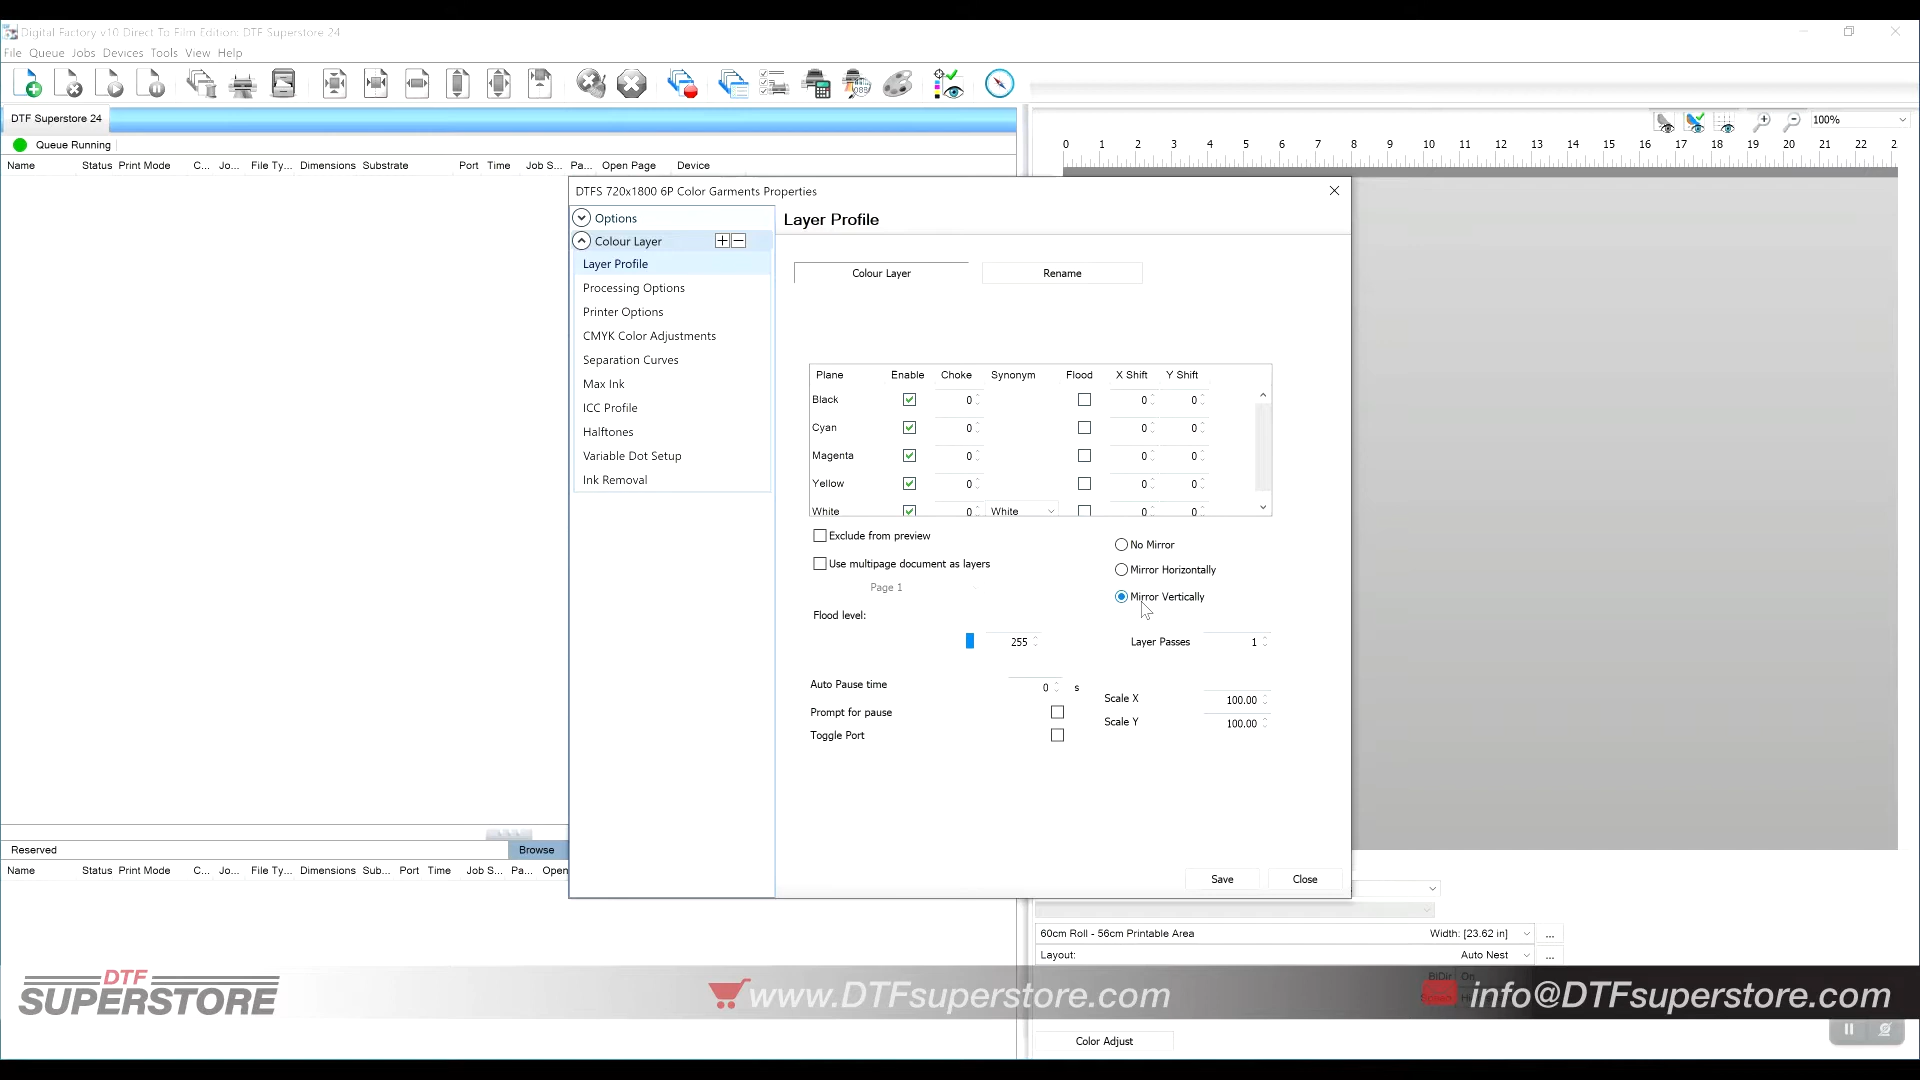 Digital Factory v10 Direct To Film Edition: DTF Superstore 24
File Queue Jobs Devices Tools View Help
DTF Superstore 24
100%
Queue Running
0 1 2 3 4 5 6 7 8 9 10 11 12 13 14 15 16 17 18 19 20 21 22 2
Name Status Print Mode C... Jo... File Ty... Dimensions Substrate Port Time Job S... Pa... Open Page Device
DTFS 720x1800 6P Color Garments Properties
Options
Layer Profile
Colour Layer
Layer Profile
Colour Layer Rename
Processing Options
Printer Options
CMYK Color Adjustments
Separation Curves
Max Ink
ICC Profile
Halftones
Variable Dot Setup
Ink Removal
Plane Enable Choke Synonym Flood X Shift Y Shift
Black 0 0 0
Cyan 0 0 0
Magenta 0 0 0
Yellow 0 0 0
White 0 White 0 0
Exclude from preview
No Mirror
Use multipage document as layers
Mirror Horizontally
Page 1
Mirror Vertically
Flood level:
255
Layer Passes 1
Auto Pause time 0 s
Scale X 100.00
Prompt for pause
Scale Y 100.00
Toggle Port
Save Close
Reserved Browse
Name Status Print Mode C... Jo... File Ty... Dimensions Sub... Port Time Job S... Pa... Open
60cm Roll - 56cm Printable Area Width: [23.62 in] ...
Layout: Auto Nest ...
BiDir On
DTF
SUPERSTORE
www.DTFsuperstore.com
info@DTFsuperstore.com
Color Adjust